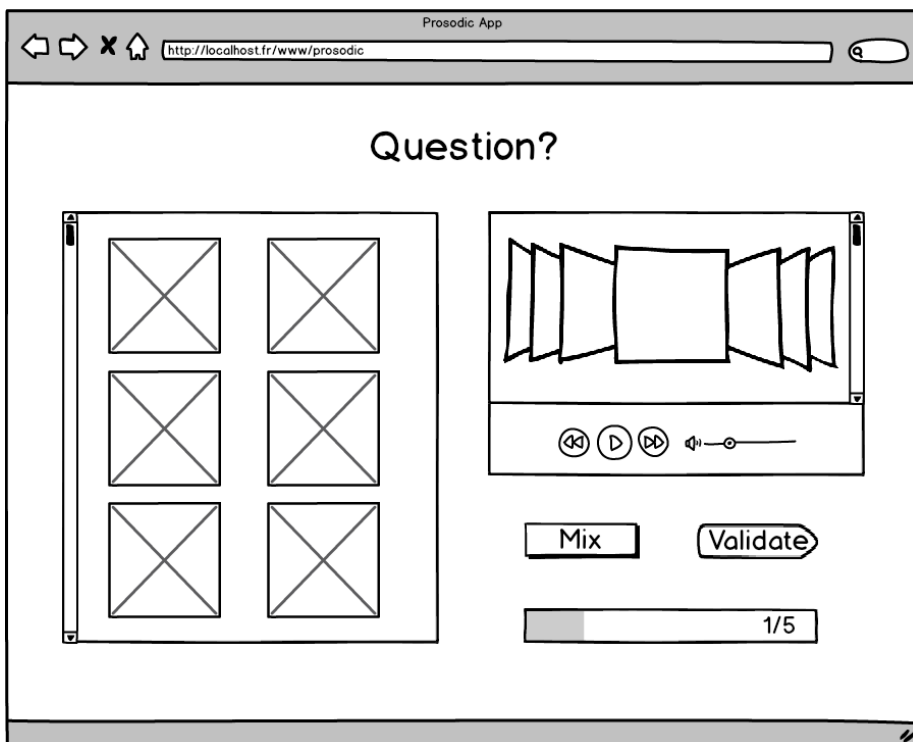 Prosodic App
http://localhost.fr/www/prosodic
Question?
Mix
Validate
1/5